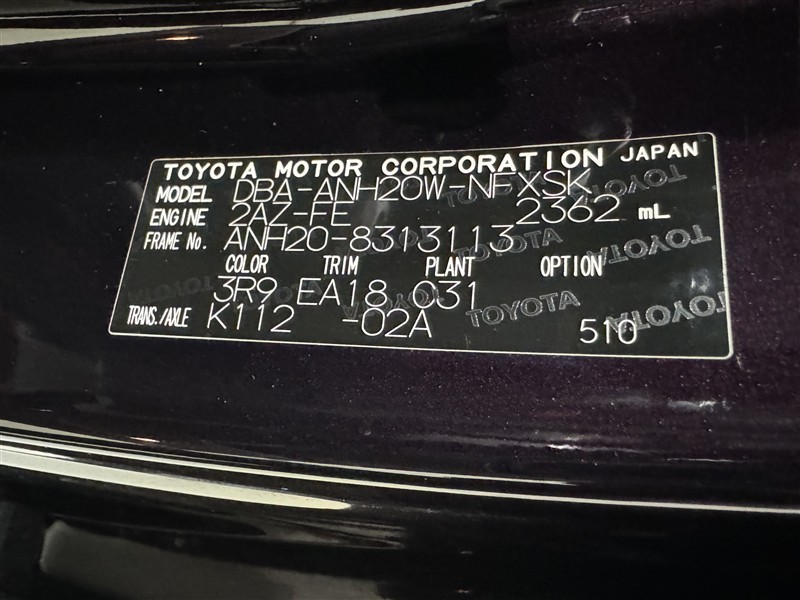 TOYOTA MOTOR CORPORATION JAPAN
MODEL DBA-ANH20W-NFXSK
ENGINE 2AZ-FE 2362 mL
FRAME No. ANH20-8313113
COLOR TRIM PLANT OPTION
3R9 EA18 031
TRANS./AXLE K112 -02A 510